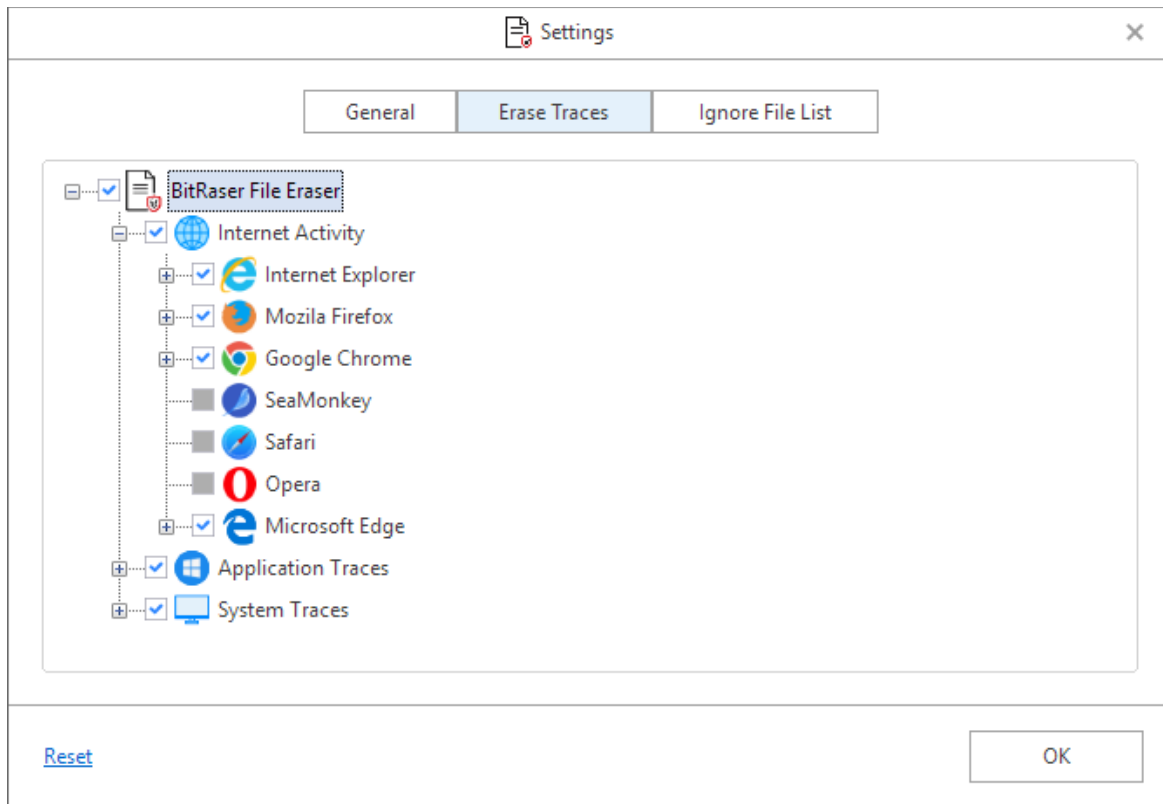 Settings
General Erase Traces Ignore File List
BitRaser File Eraser
Internet Activity
Internet Explorer
Mozila Firefox
Google Chrome
SeaMonkey
Safari
Opera
Microsoft Edge
Application Traces
System Traces
Reset OK